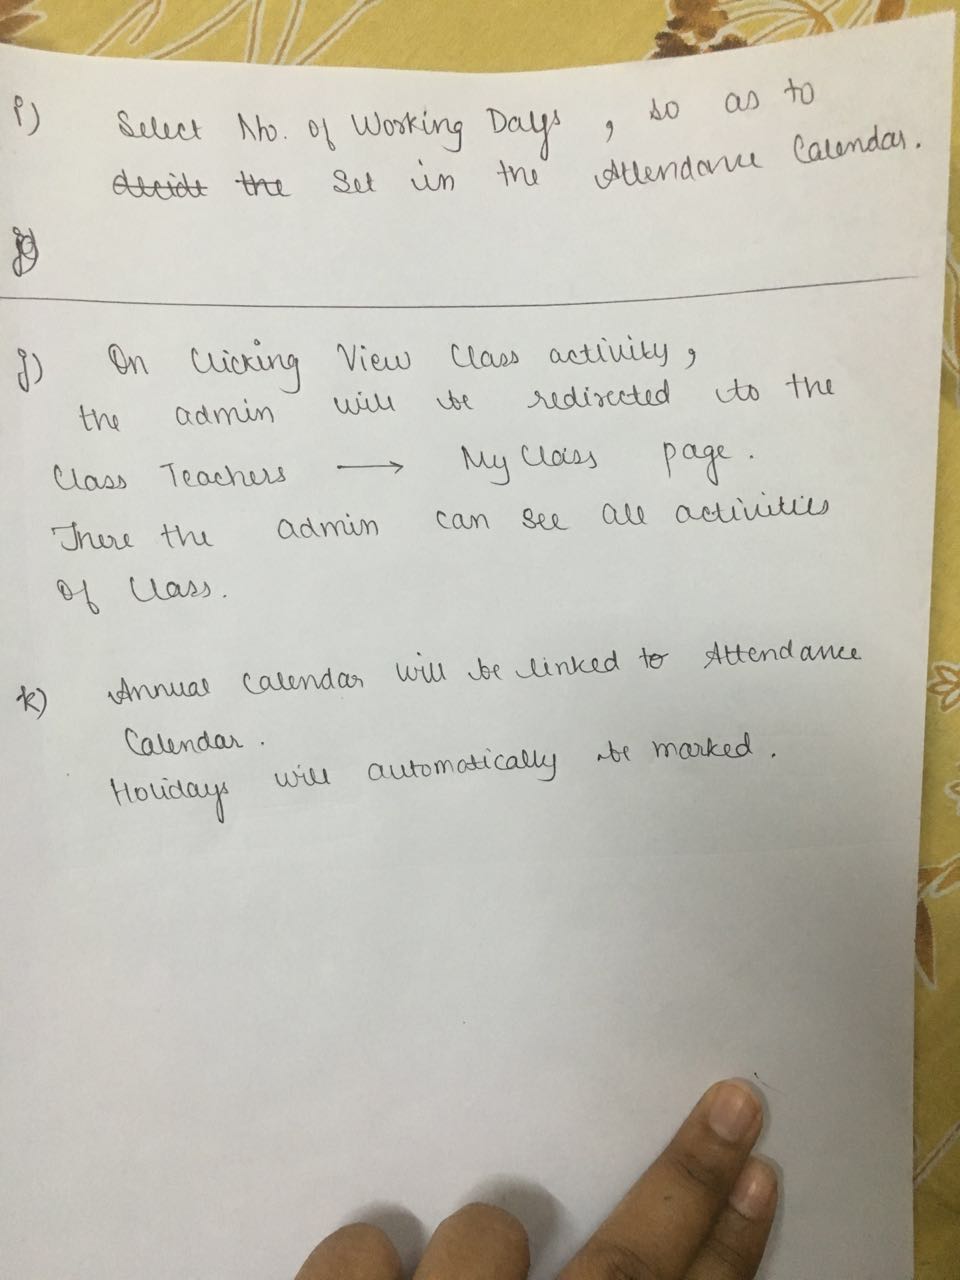 i) Select No. of Working Days, so as to
decide the Set in the Attendance Calendar.
j)
j) On Clicking View Class activity,
the admin will be redirected to the
Class Teachers → My Class page.
There the admin can see all activities
of Class.
k) Annual Calendar will be linked to Attendance
Calendar.
Holidays will automatically be marked.